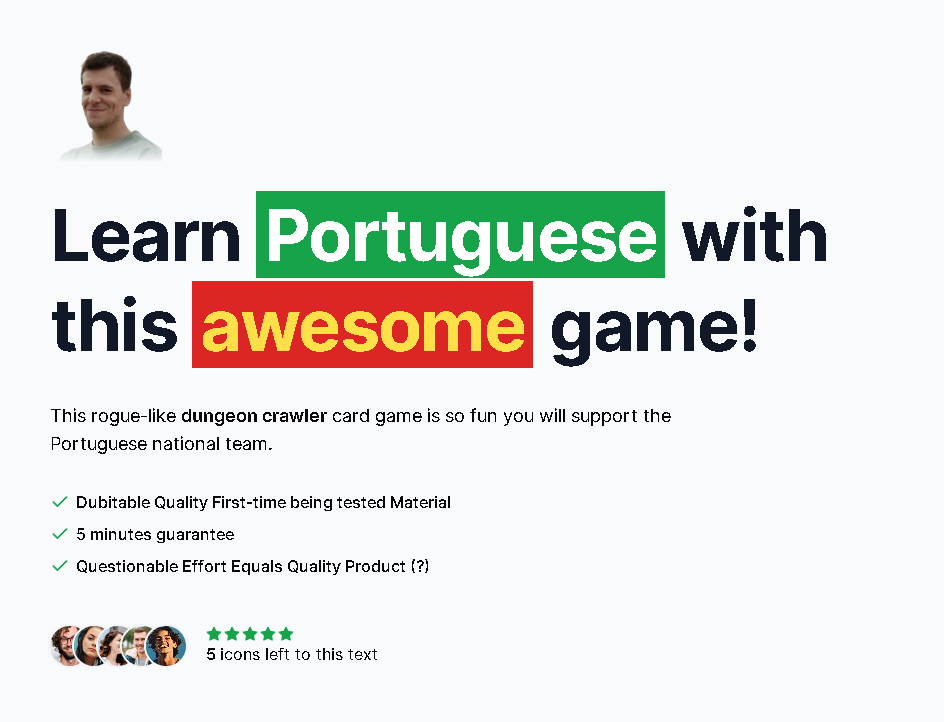 Learn Portuguese with
this awesome game!
This rogue-like dungeon crawler card game is so fun you will support the
Portuguese national team.
Dubitable Quality First-time being tested Material
5 minutes guarantee
Questionable Effort Equals Quality Product (?)
5 icons left to this text